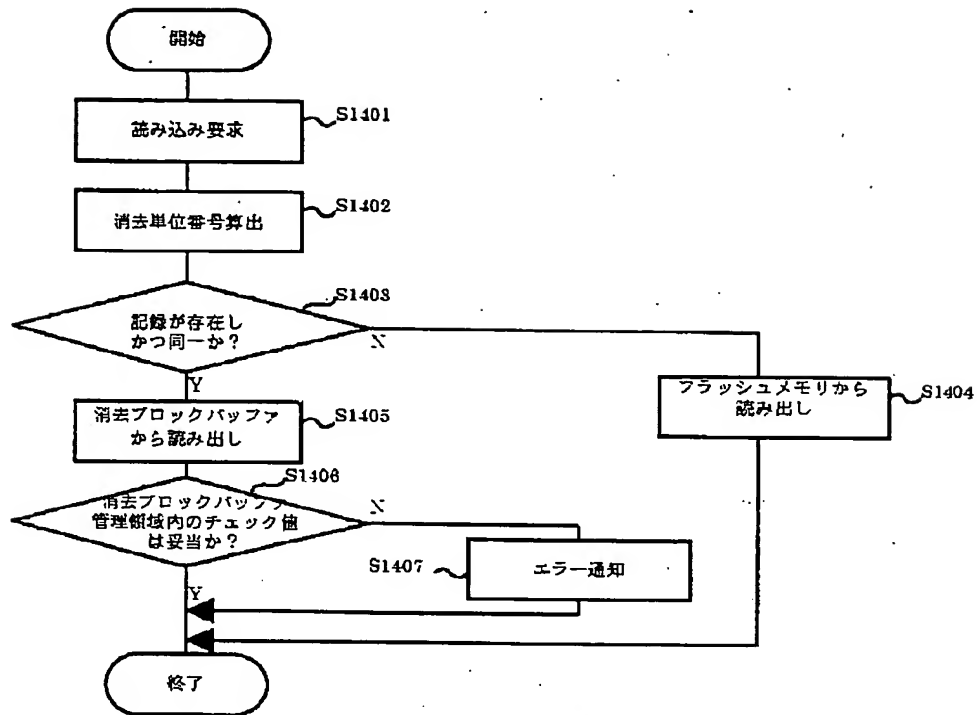 開始
読み込み要求
S1401
消去単位番号算出
S1402
S1403
記録が存在し
かつ同一か?
N
Y
フラッシュメモリから
読み出し
S1404
消去ブロックバッファ
から読み出し
S1405
S1406
消去ブロックバッファ
管理領域内のチェック値
は妥当か?
N
S1407
エラー通知
Y
終了